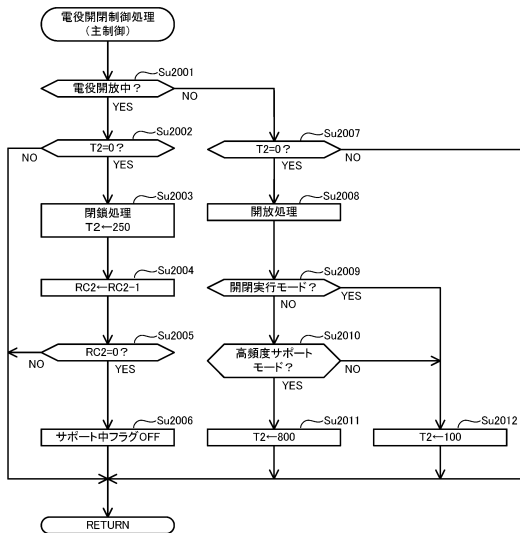 電役開閉制御処理
(主制御)
Su2001
電役開放中?
NO
YES
Su2002
T2=0?
NO
YES
Su2007
T2=0?
NO
YES
Su2003
閉鎖処理
T2←250
Su2008
開放処理
Su2004
RC2←RC2-1
Su2009
開閉実行モード?
YES
NO
Su2005
RC2=0?
NO
YES
Su2010
高頻度サポート
モード?
NO
YES
Su2006
サポート中フラグOFF
Su2011
T2←800
Su2012
T2←100
RETURN